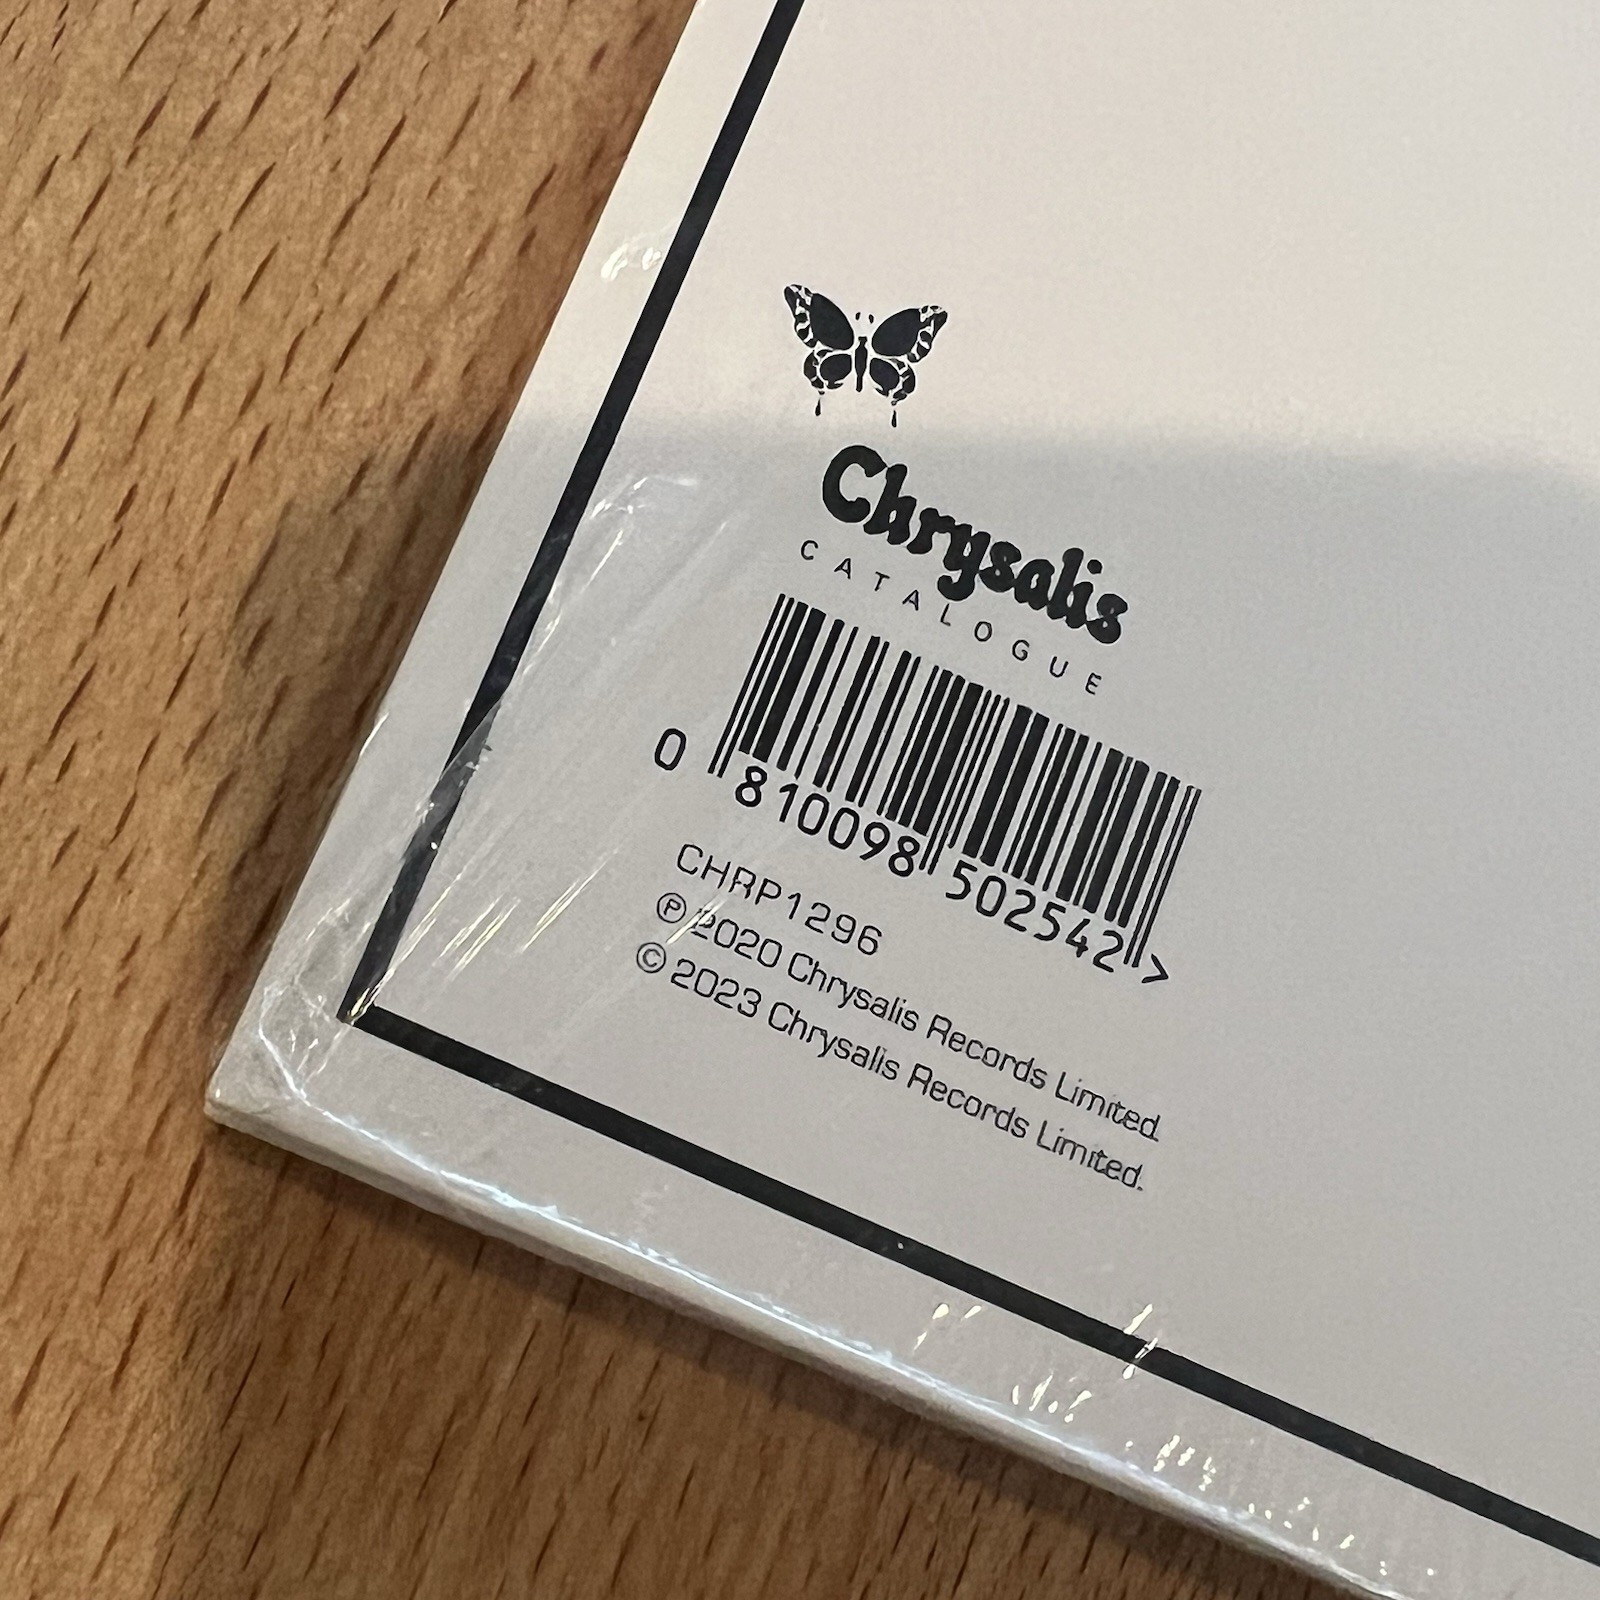 Chrysalis
CATALOGUE
0 810098 502542 >
CHRP1296
℗ 2020 Chrysalis Records Limited.
© 2023 Chrysalis Records Limited.